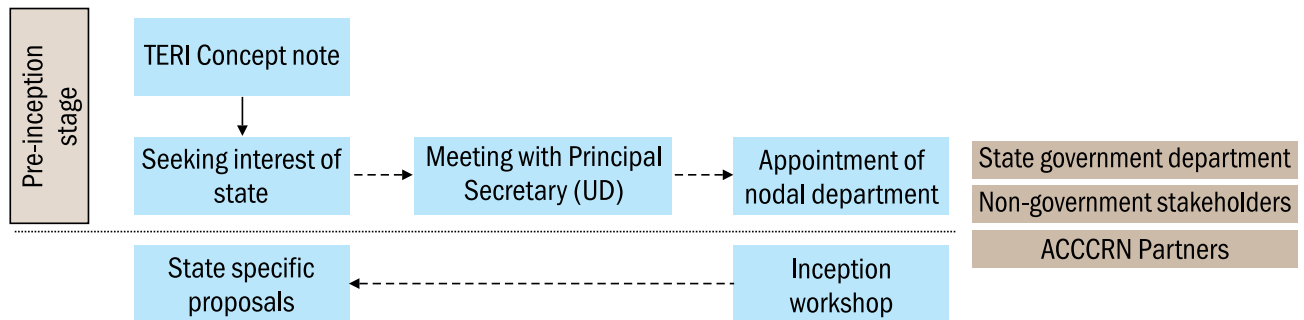 Pre-inception
stage
TERI Concept note
Seeking interest of
state
Meeting with Principal
Secretary (UD)
Appointment of
nodal department
State government department
Non-government stakeholders
ACCCRN Partners
State specific
proposals
Inception
workshop